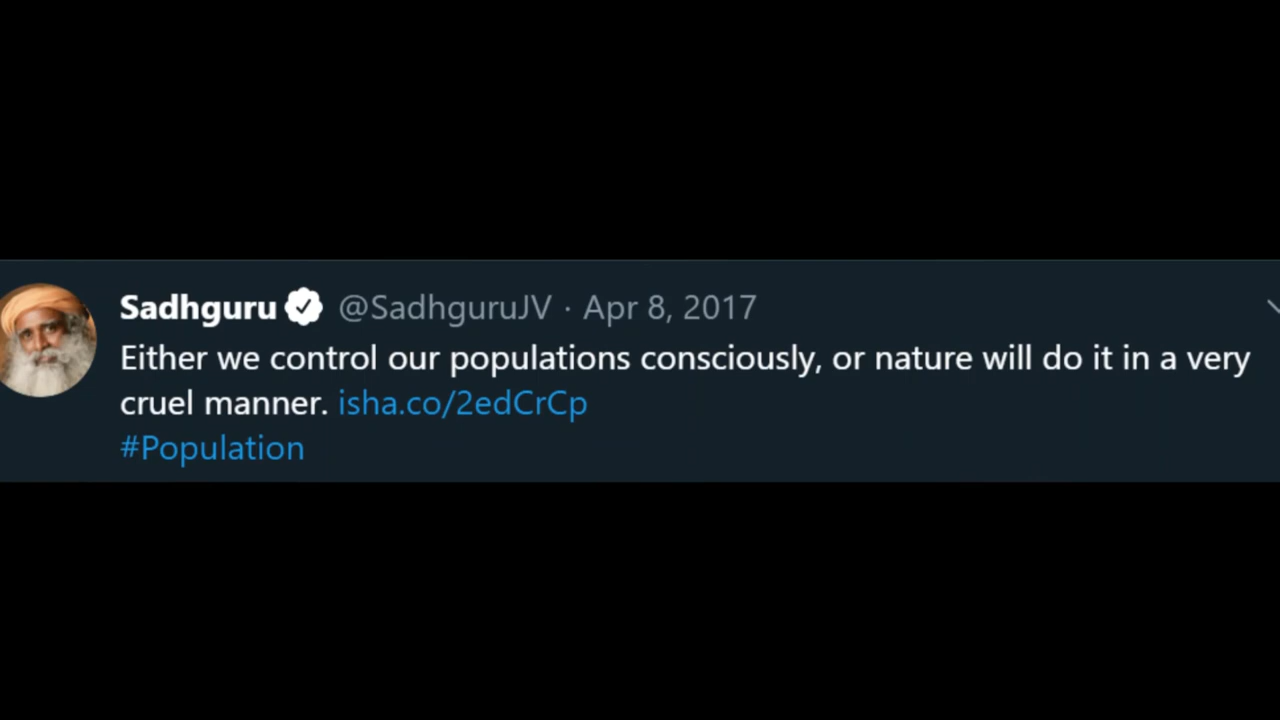 Sadhguru @SadhguruJV · Apr 8, 2017
Either we control our populations consciously, or nature will do it in a very
cruel manner. isha.co/2edCrCp
#Population